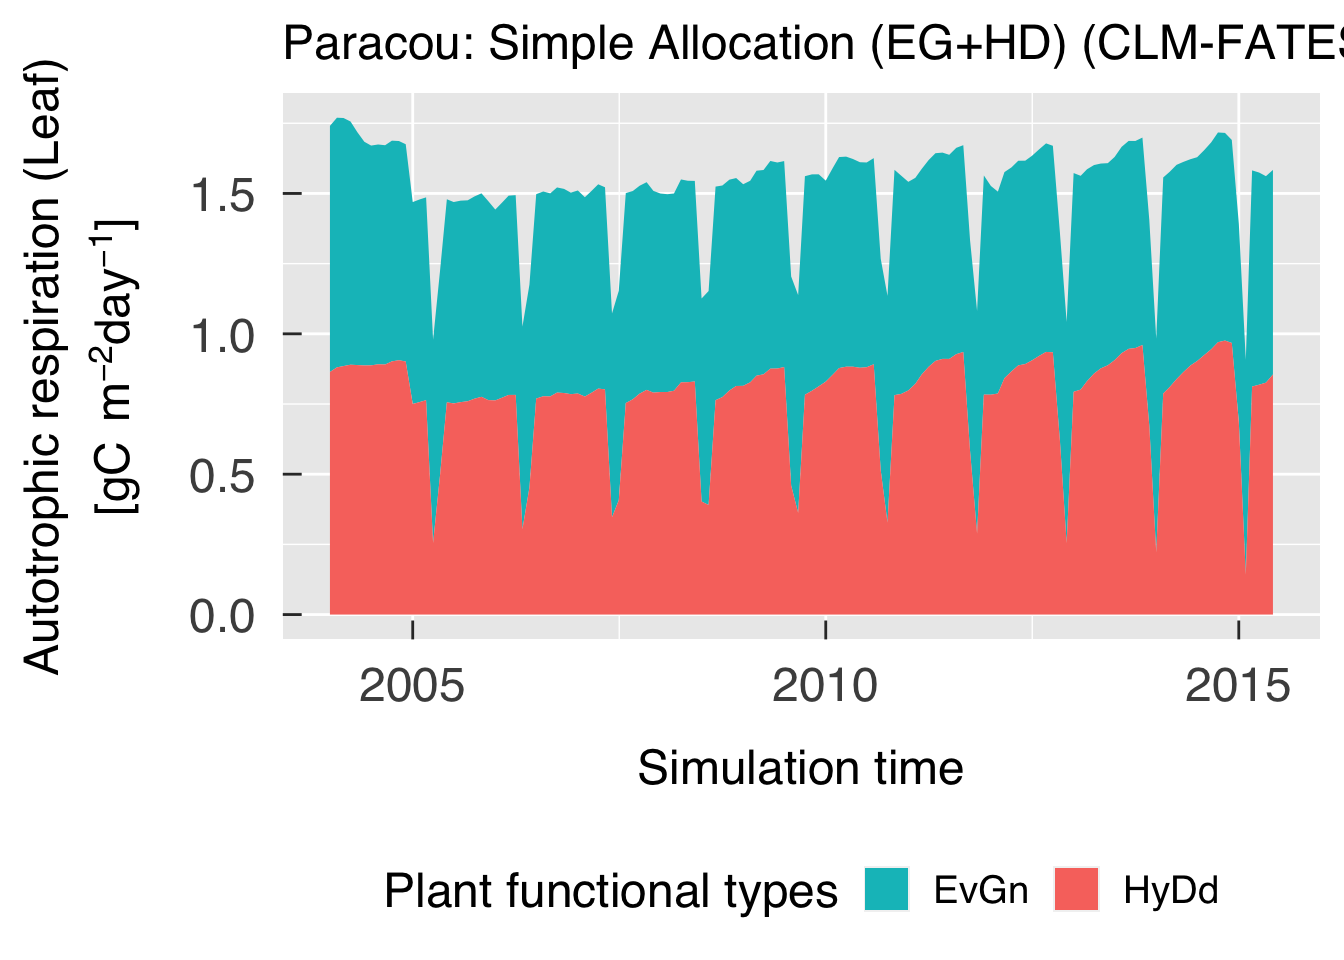 Paracou: Simple Allocation (EG+HD) (CLM-FATES
Autotrophic respiration (Leaf)
[gC m⁻²day⁻¹]
1.5
1.0
0.5
0.0
2005 2010 2015
Simulation time
Plant functional types EvGn HyDd